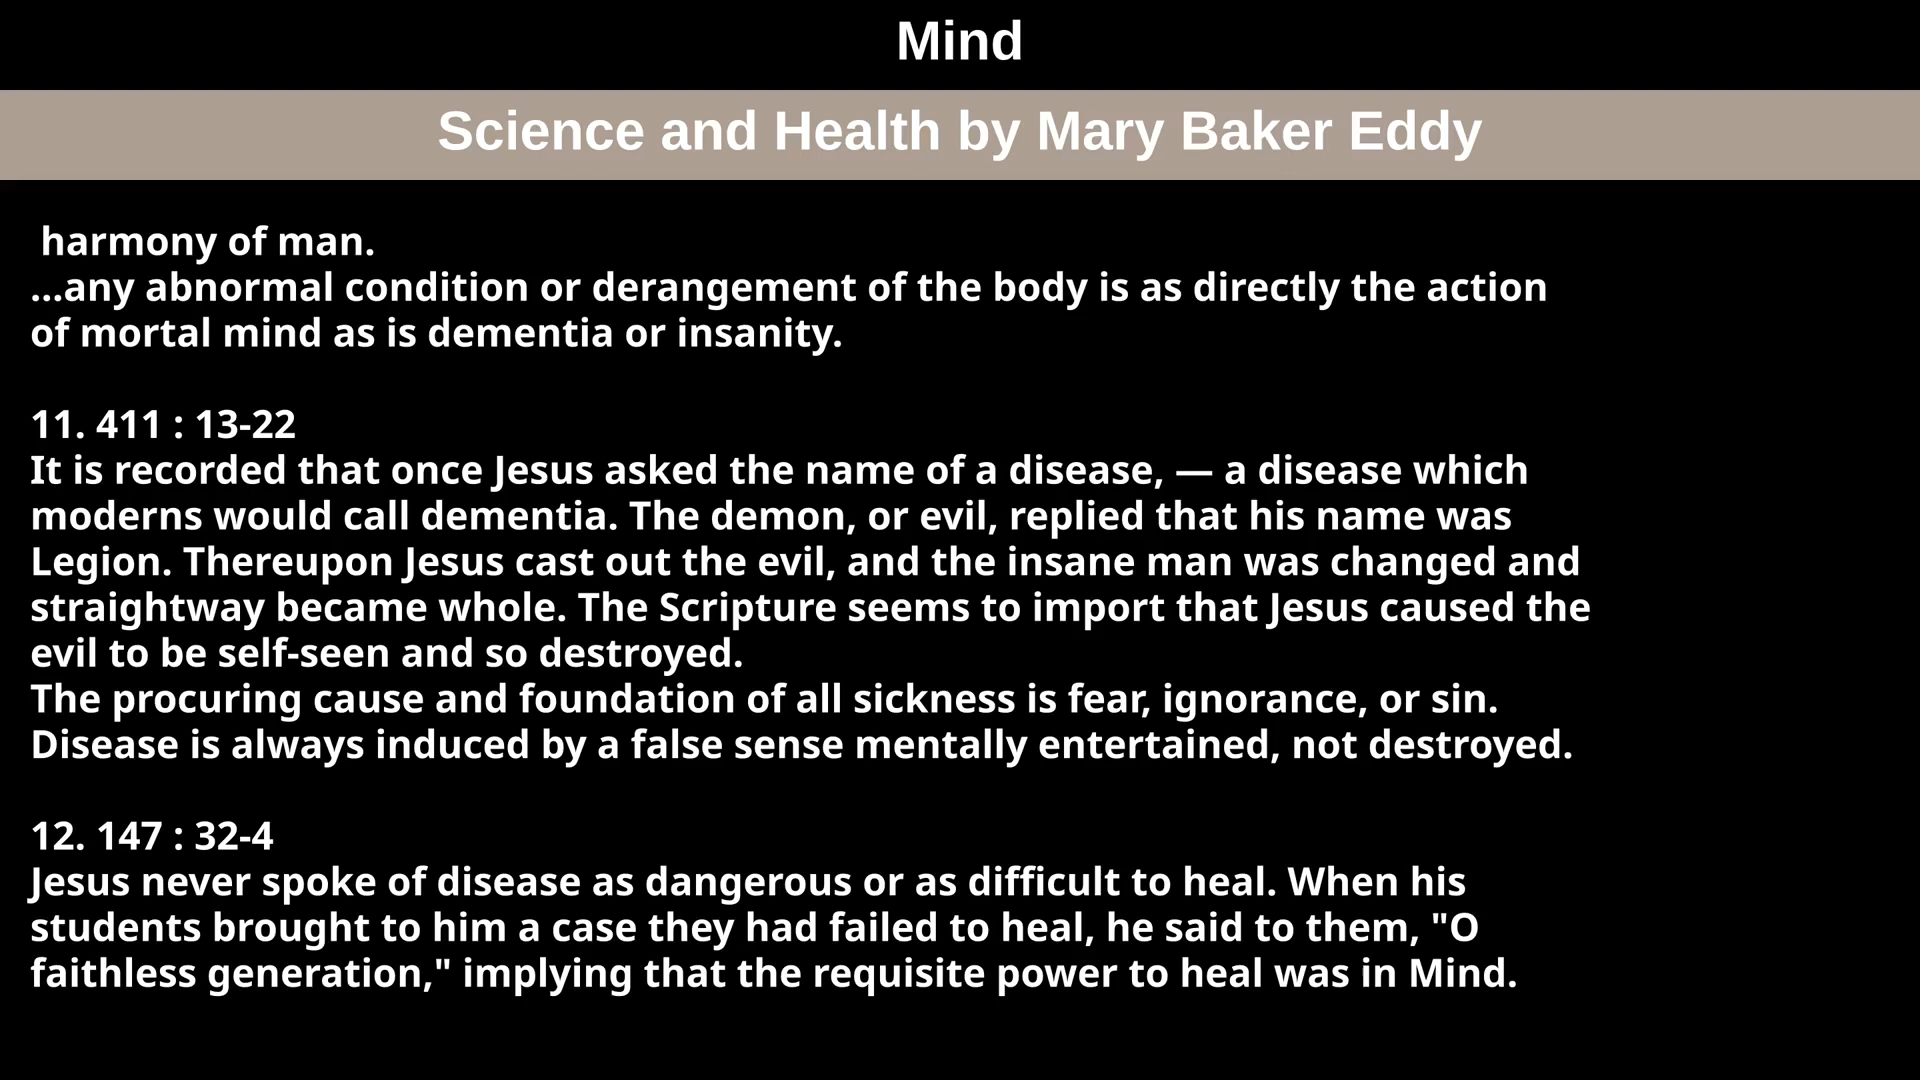 Mind
Science and Health by Mary Baker Eddy
harmony of man.
...any abnormal condition or derangement of the body is as directly the action
of mortal mind as is dementia or insanity.
11. 411 : 13-22
It is recorded that once Jesus asked the name of a disease, — a disease which
moderns would call dementia. The demon, or evil, replied that his name was
Legion. Thereupon Jesus cast out the evil, and the insane man was changed and
straightway became whole. The Scripture seems to import that Jesus caused the
evil to be self-seen and so destroyed.
The procuring cause and foundation of all sickness is fear, ignorance, or sin.
Disease is always induced by a false sense mentally entertained, not destroyed.
12. 147 : 32-4
Jesus never spoke of disease as dangerous or as difficult to heal. When his
students brought to him a case they had failed to heal, he said to them, "O
faithless generation," implying that the requisite power to heal was in Mind.